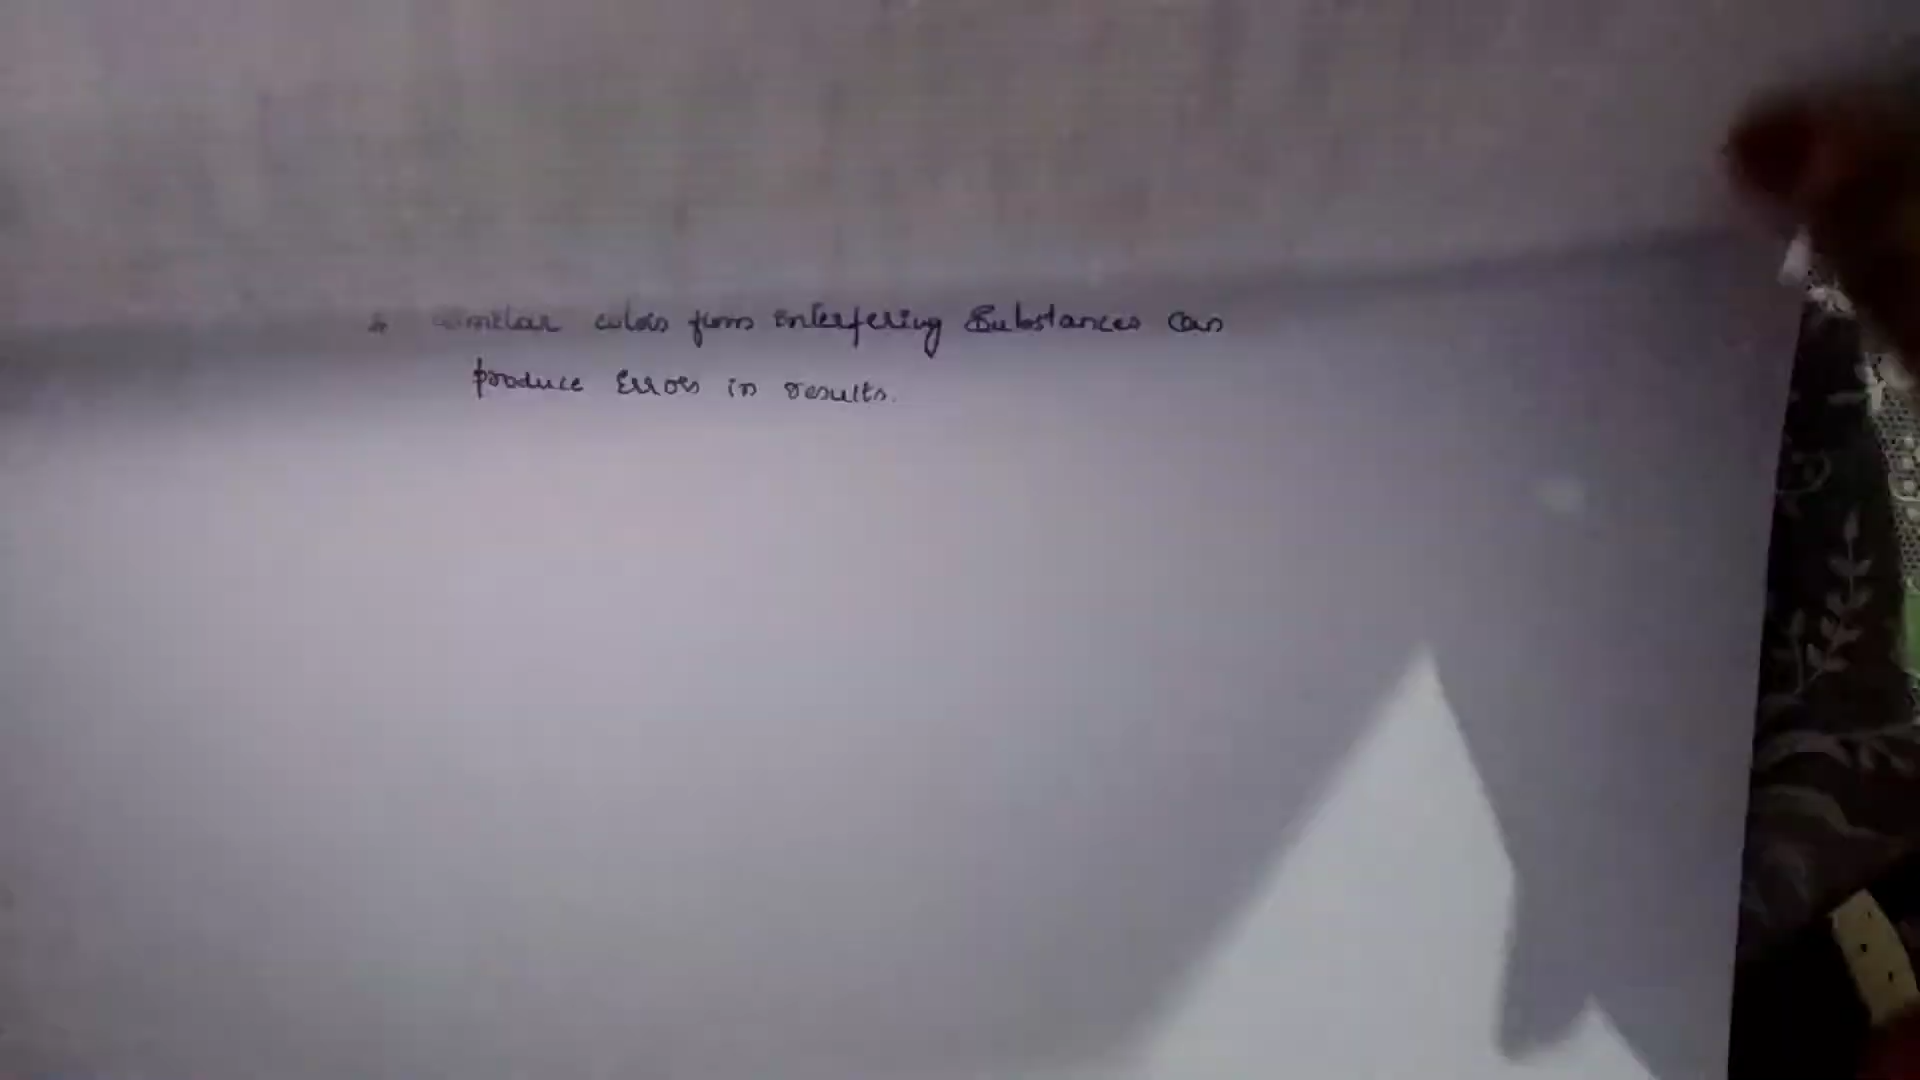 * similar colors from interfering Substances can
produce Errors in results.